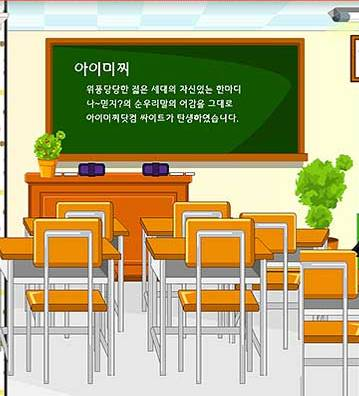 아이미찌
위풍당당한 젊은 세대의 자신있는 한마디
나~믿지?의 순우리말의 어감을 그대로
아이미찌닷컴 싸이트가 탄생하였습니다.